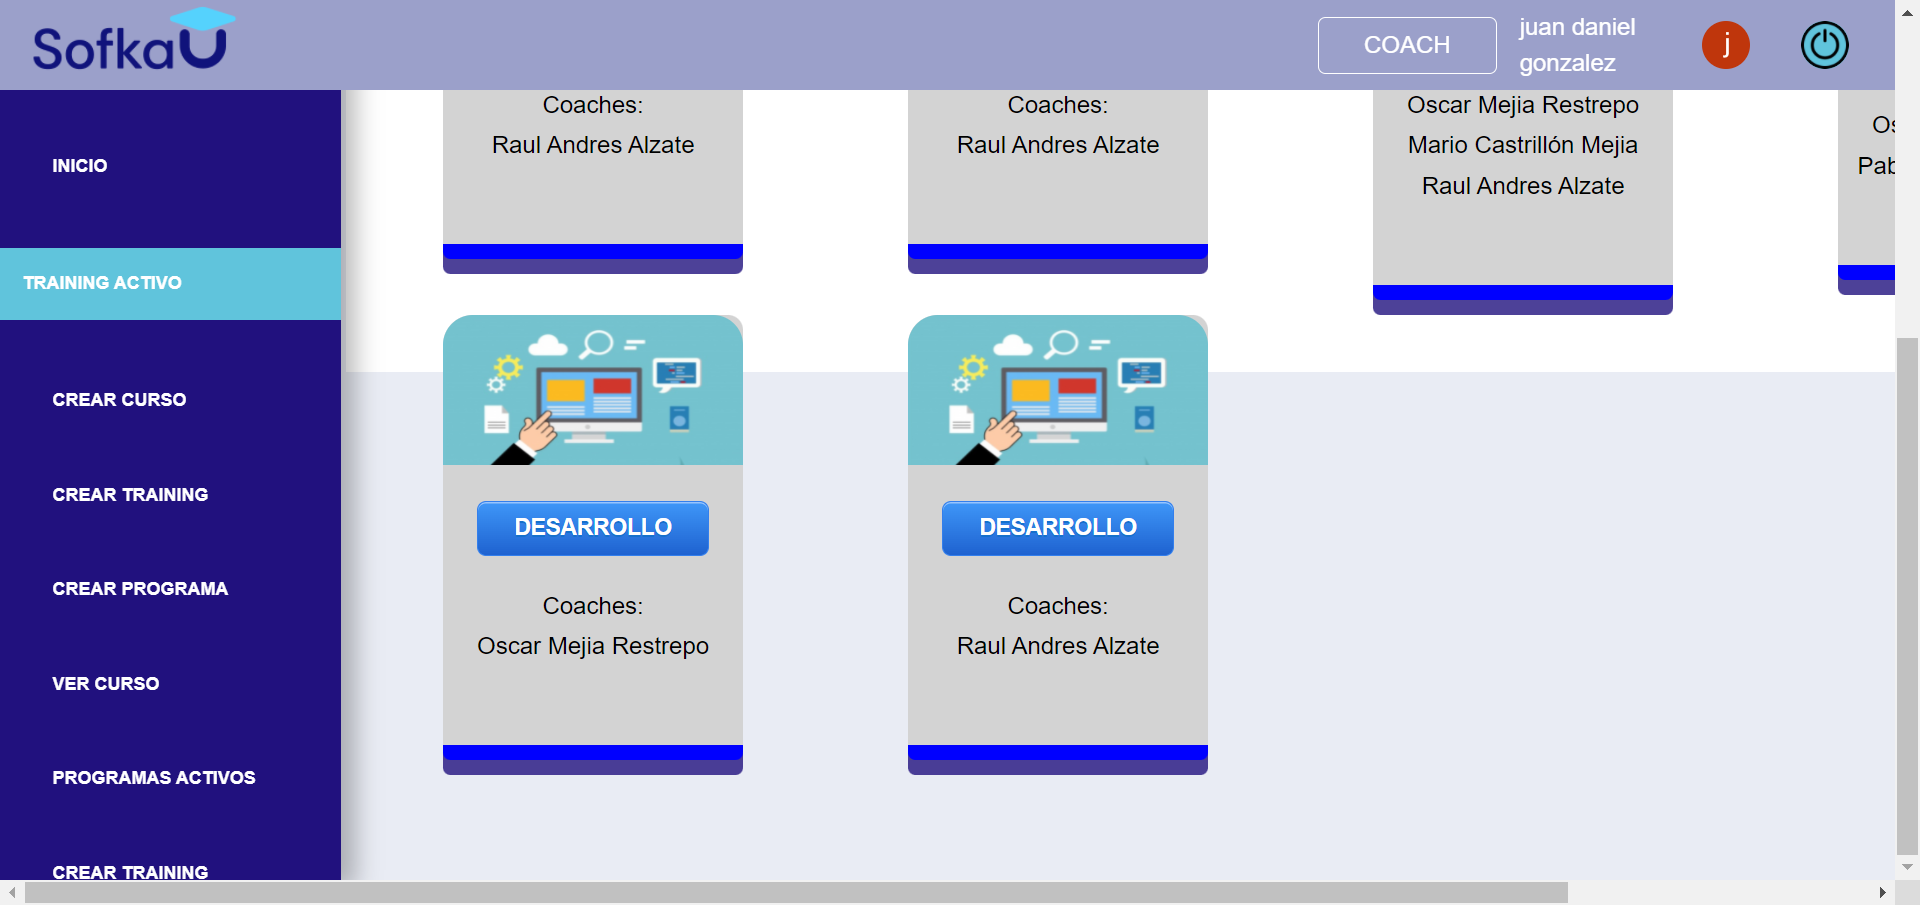 SofkaU
COACH
juan daniel
gonzalez
j
INICIO
TRAINING ACTIVO
CREAR CURSO
CREAR TRAINING
CREAR PROGRAMA
VER CURSO
PROGRAMAS ACTIVOS
CREAR TRAINING
Coaches:
Raul Andres Alzate
Coaches:
Raul Andres Alzate
Oscar Mejia Restrepo
Mario Castrillón Mejia
Raul Andres Alzate
Os
Pab
DESARROLLO
Coaches:
Oscar Mejia Restrepo
DESARROLLO
Coaches:
Raul Andres Alzate